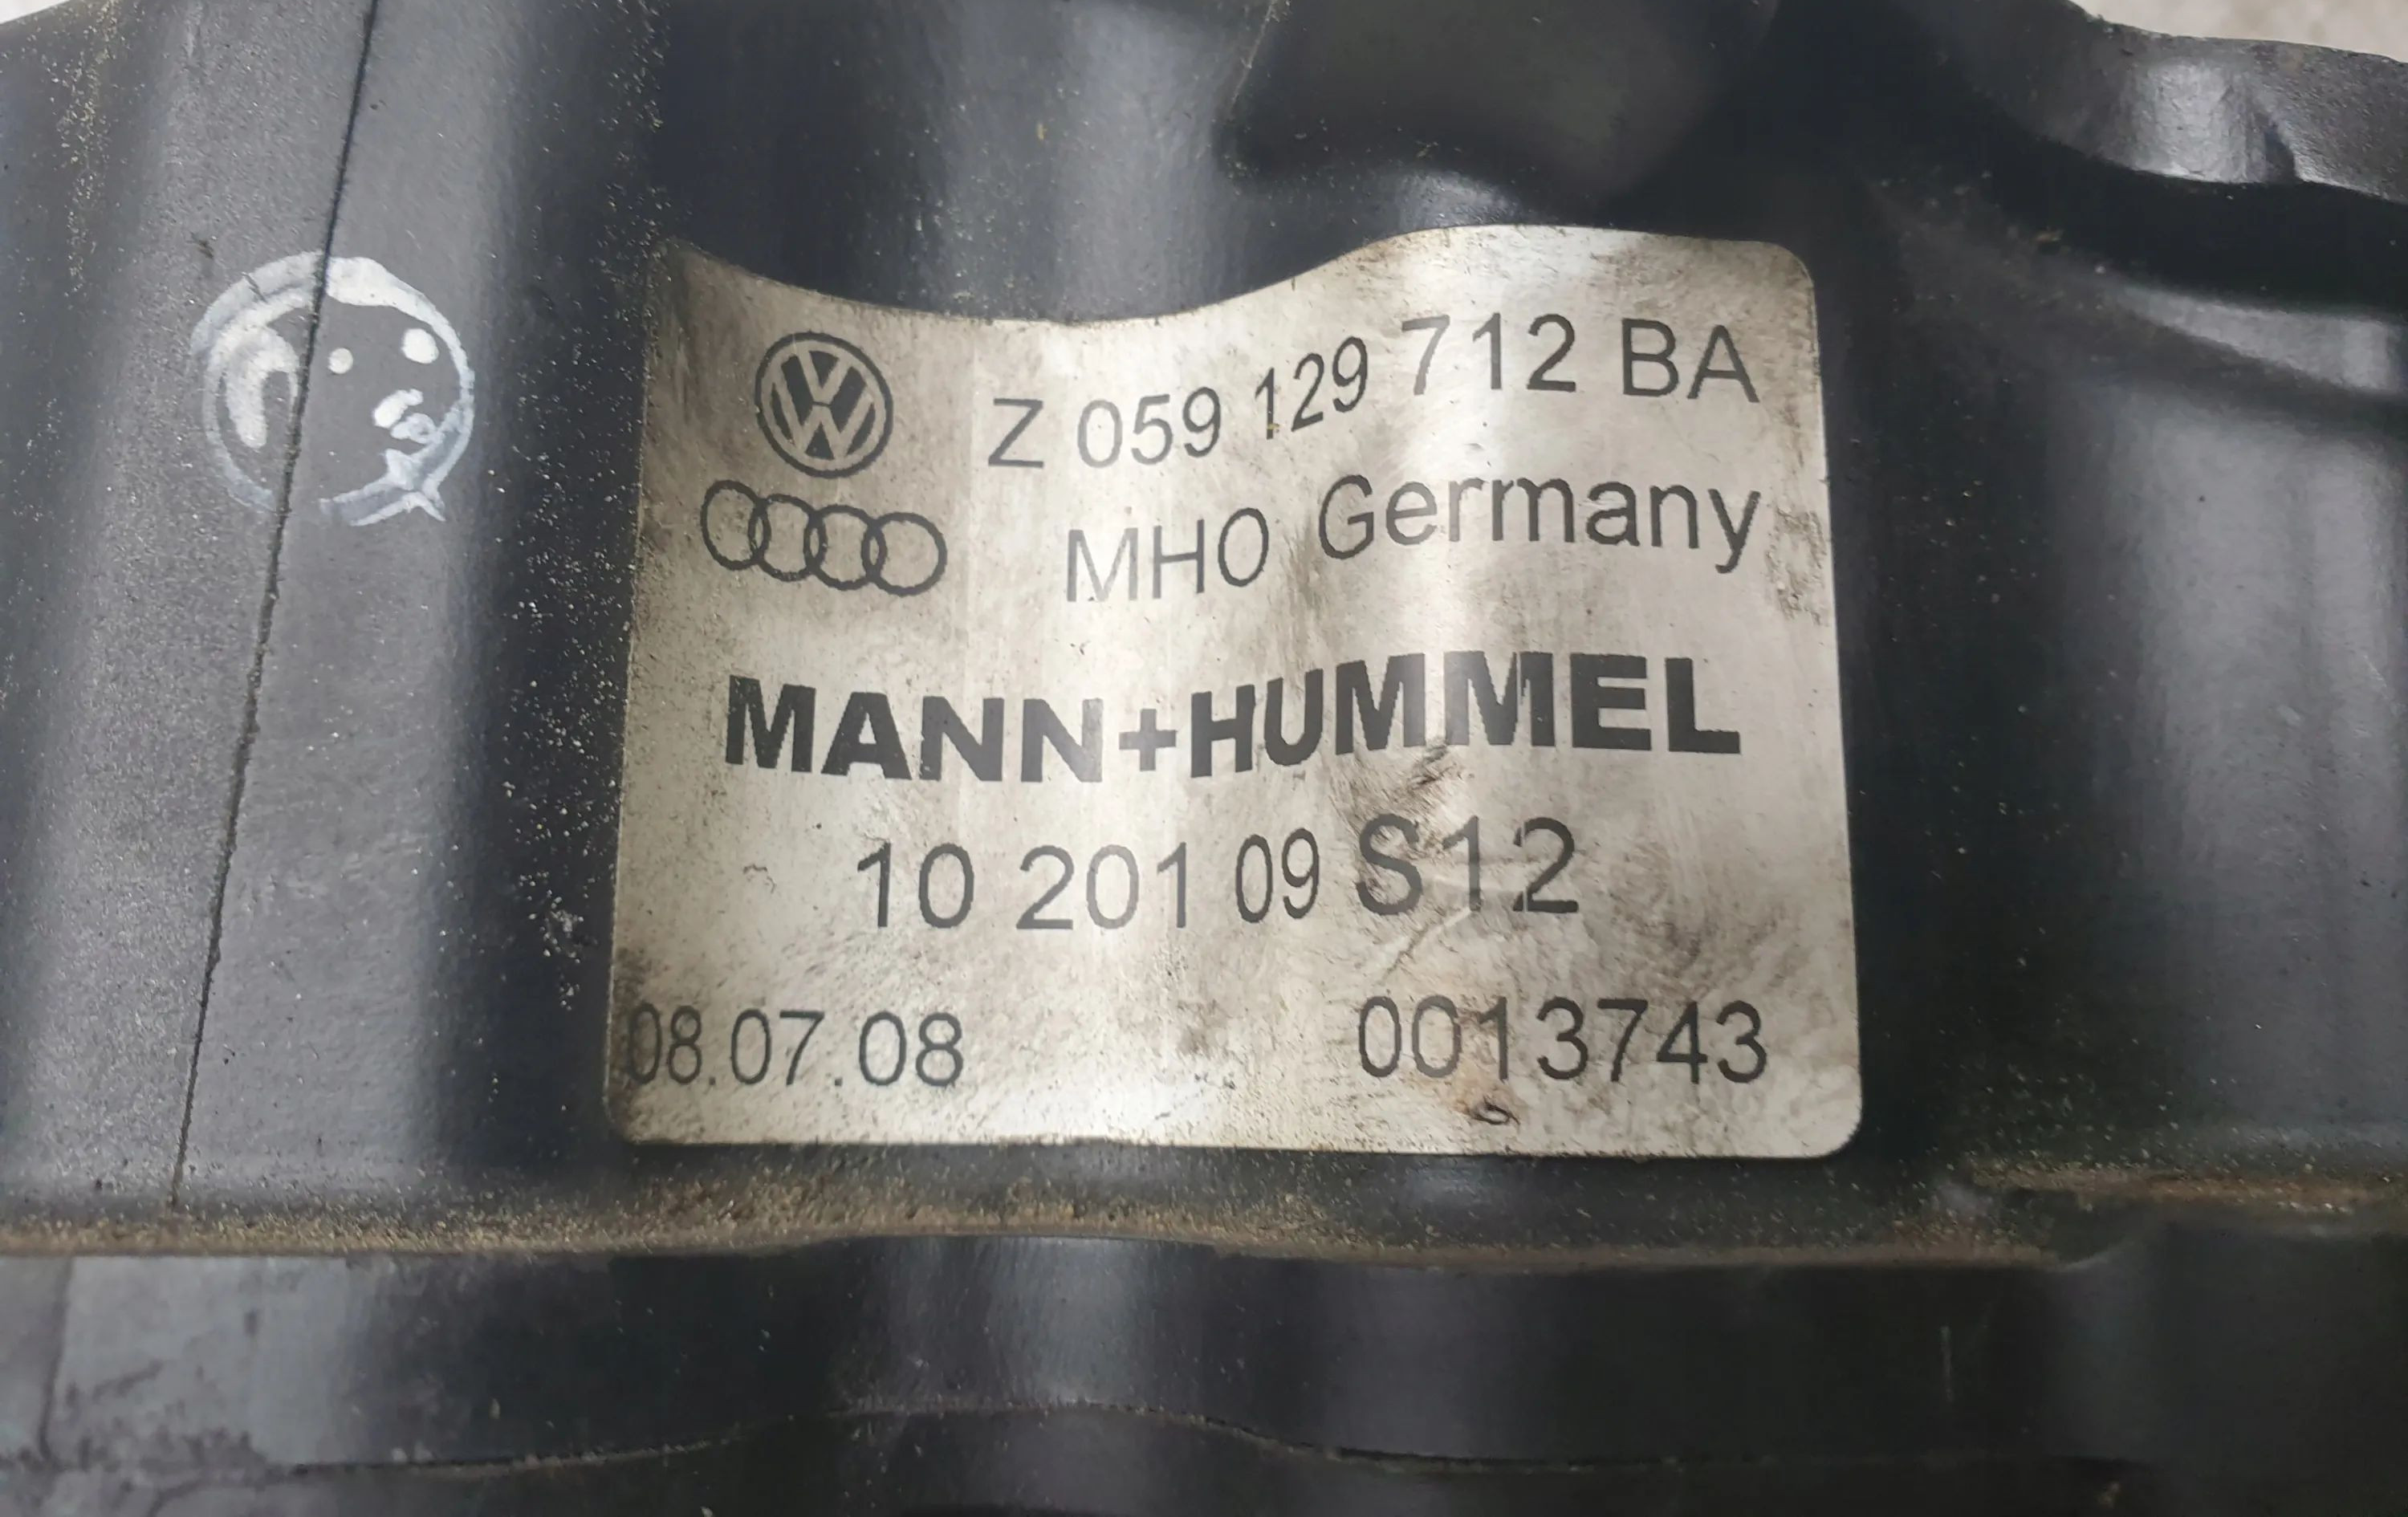 Z 059 129 712 BA
MHO Germany
MANN+HUMMEL
10 201 09 S12
08.07.08 0013743